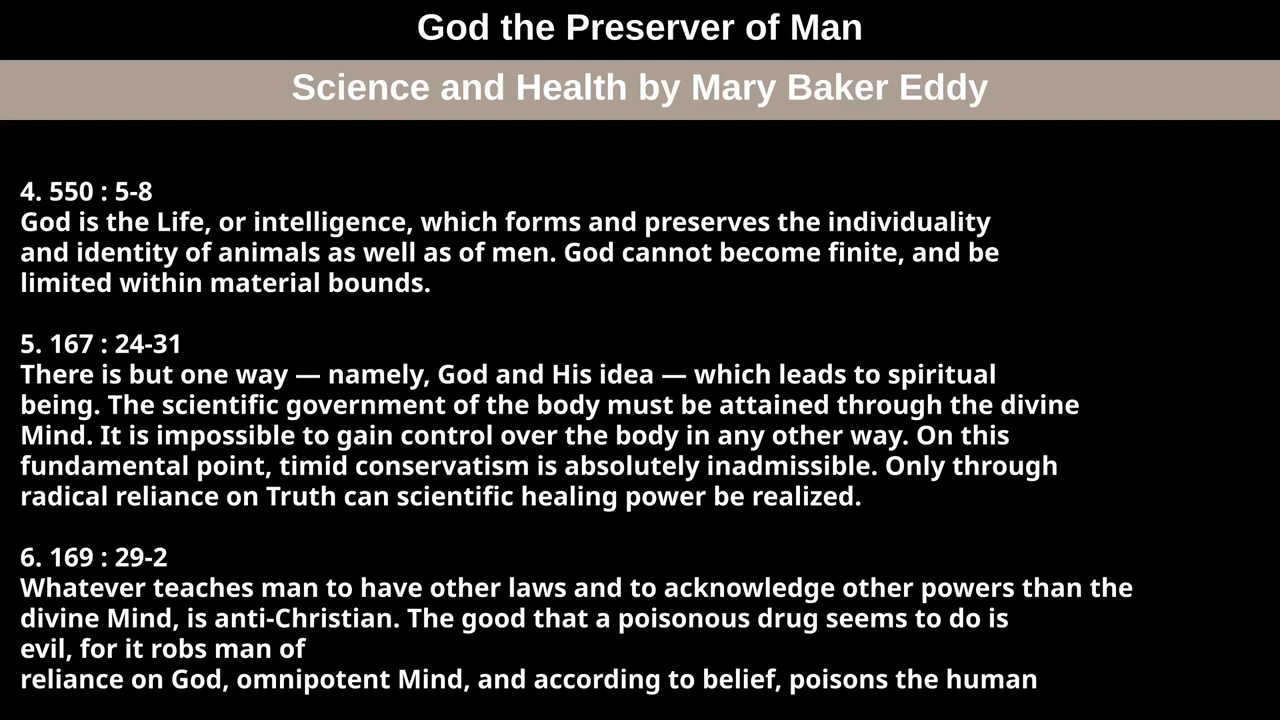 God the Preserver of Man
Science and Health by Mary Baker Eddy
4. 550 : 5-8
God is the Life, or intelligence, which forms and preserves the individuality
and identity of animals as well as of men. God cannot become finite, and be
limited within material bounds.
5. 167 : 24-31
There is but one way — namely, God and His idea — which leads to spiritual
being. The scientific government of the body must be attained through the divine
Mind. It is impossible to gain control over the body in any other way. On this
fundamental point, timid conservatism is absolutely inadmissible. Only through
radical reliance on Truth can scientific healing power be realized.
6. 169 : 29-2
Whatever teaches man to have other laws and to acknowledge other powers than the
divine Mind, is anti-Christian. The good that a poisonous drug seems to do is
evil, for it robs man of
reliance on God, omnipotent Mind, and according to belief, poisons the human